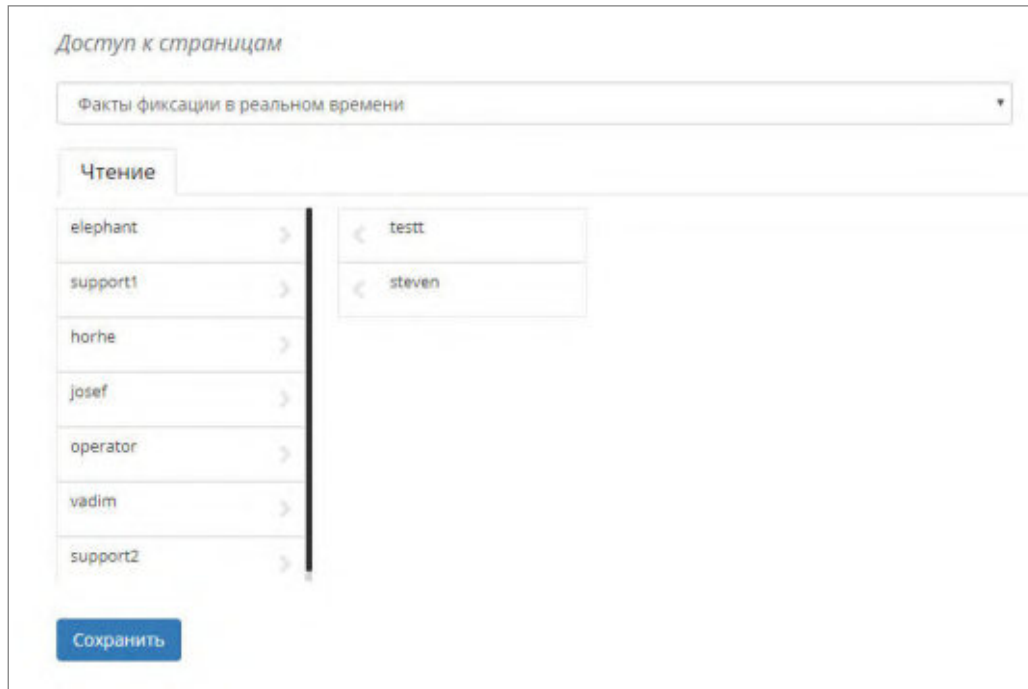 Доступ к страницам
Факты фиксации в реальном времени
Чтение
elephant
support1
horhe
josef
operator
vadim
support2
testt
steven
Сохранить